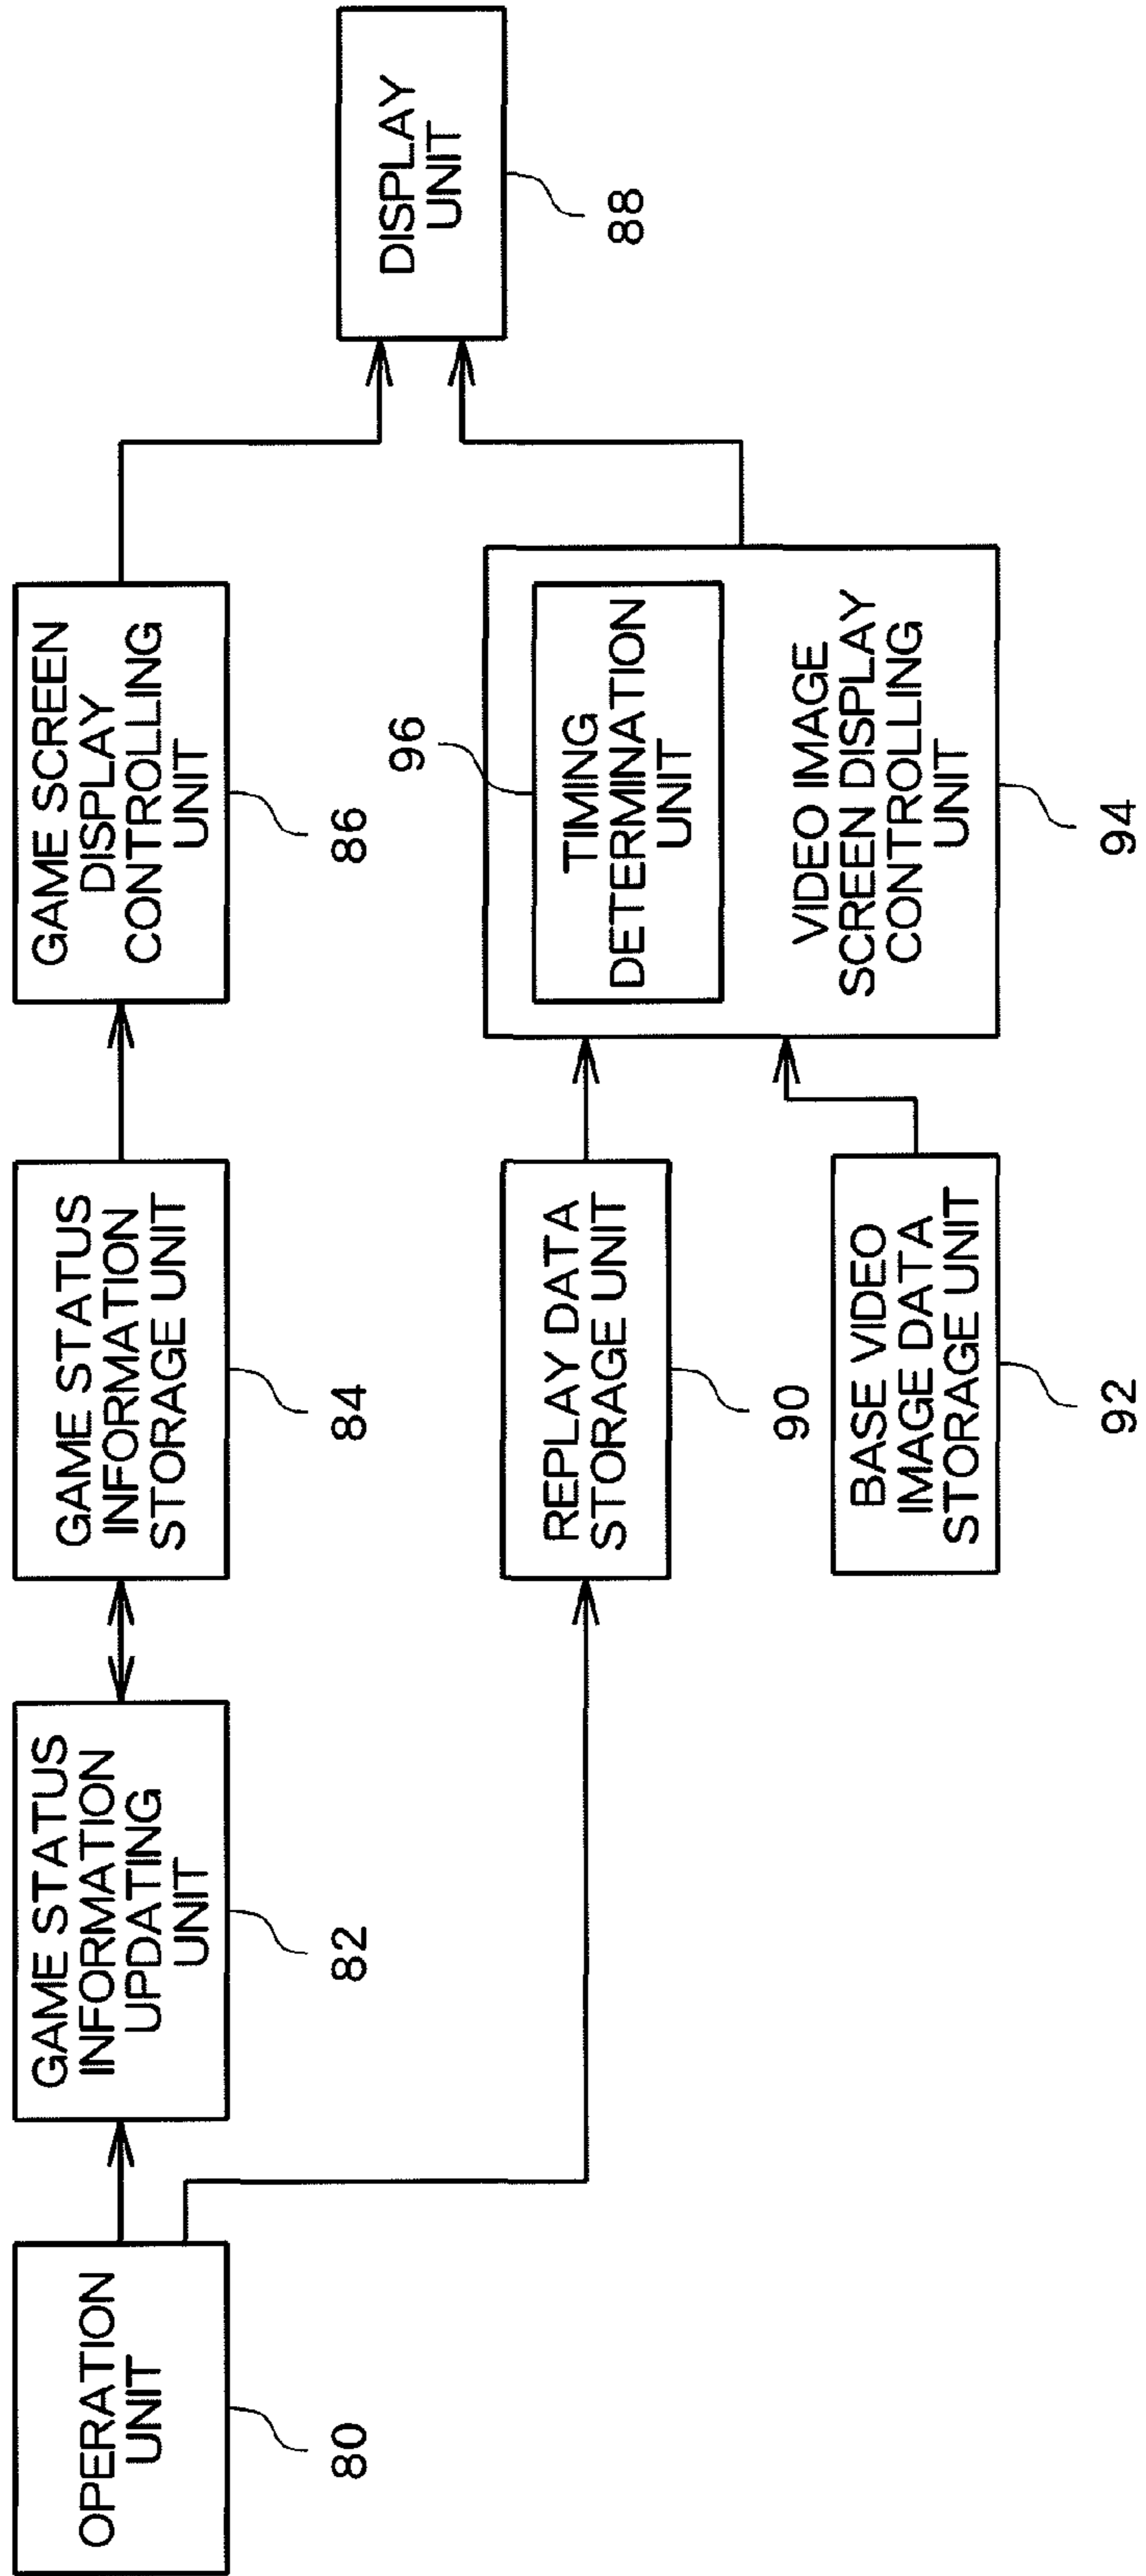 OPERATION
UNIT
80
GAME STATUS
INFORMATION
UPDATING
UNIT
82
GAME STATUS
INFORMATION
STORAGE UNIT
84
GAME SCREEN
DISPLAY
CONTROLLING
UNIT
86
DISPLAY
UNIT
88
REPLAY DATA
STORAGE UNIT
90
BASE VIDEO
IMAGE DATA
STORAGE UNIT
92
96
TIMING
DETERMINATION
UNIT
VIDEO IMAGE
SCREEN DISPLAY
CONTROLLING
UNIT
94